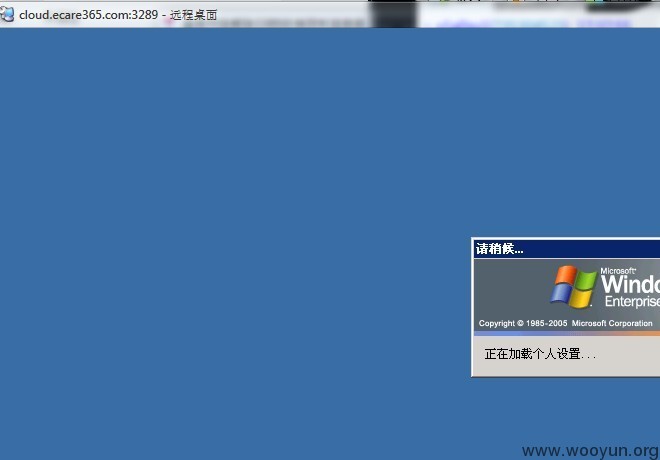 cloud.ecare365.com:3289 - 远程桌面
请稍候...
Microsoft®
Windo
Enterprise
Copyright © 1985-2005 Microsoft Corporation
正在加载个人设置...
www.wooyun.org